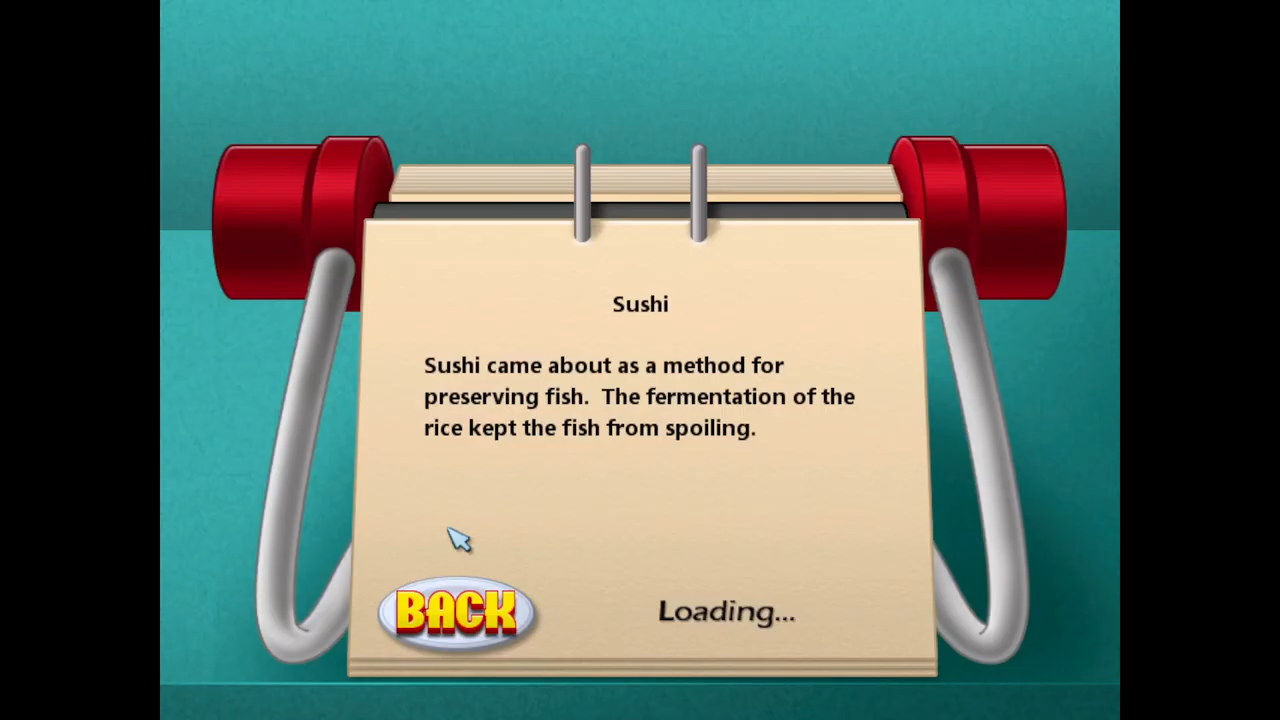 Sushi
Sushi came about as a method for
preserving fish.  The fermentation of the
rice kept the fish from spoiling.
BACK
Loading...